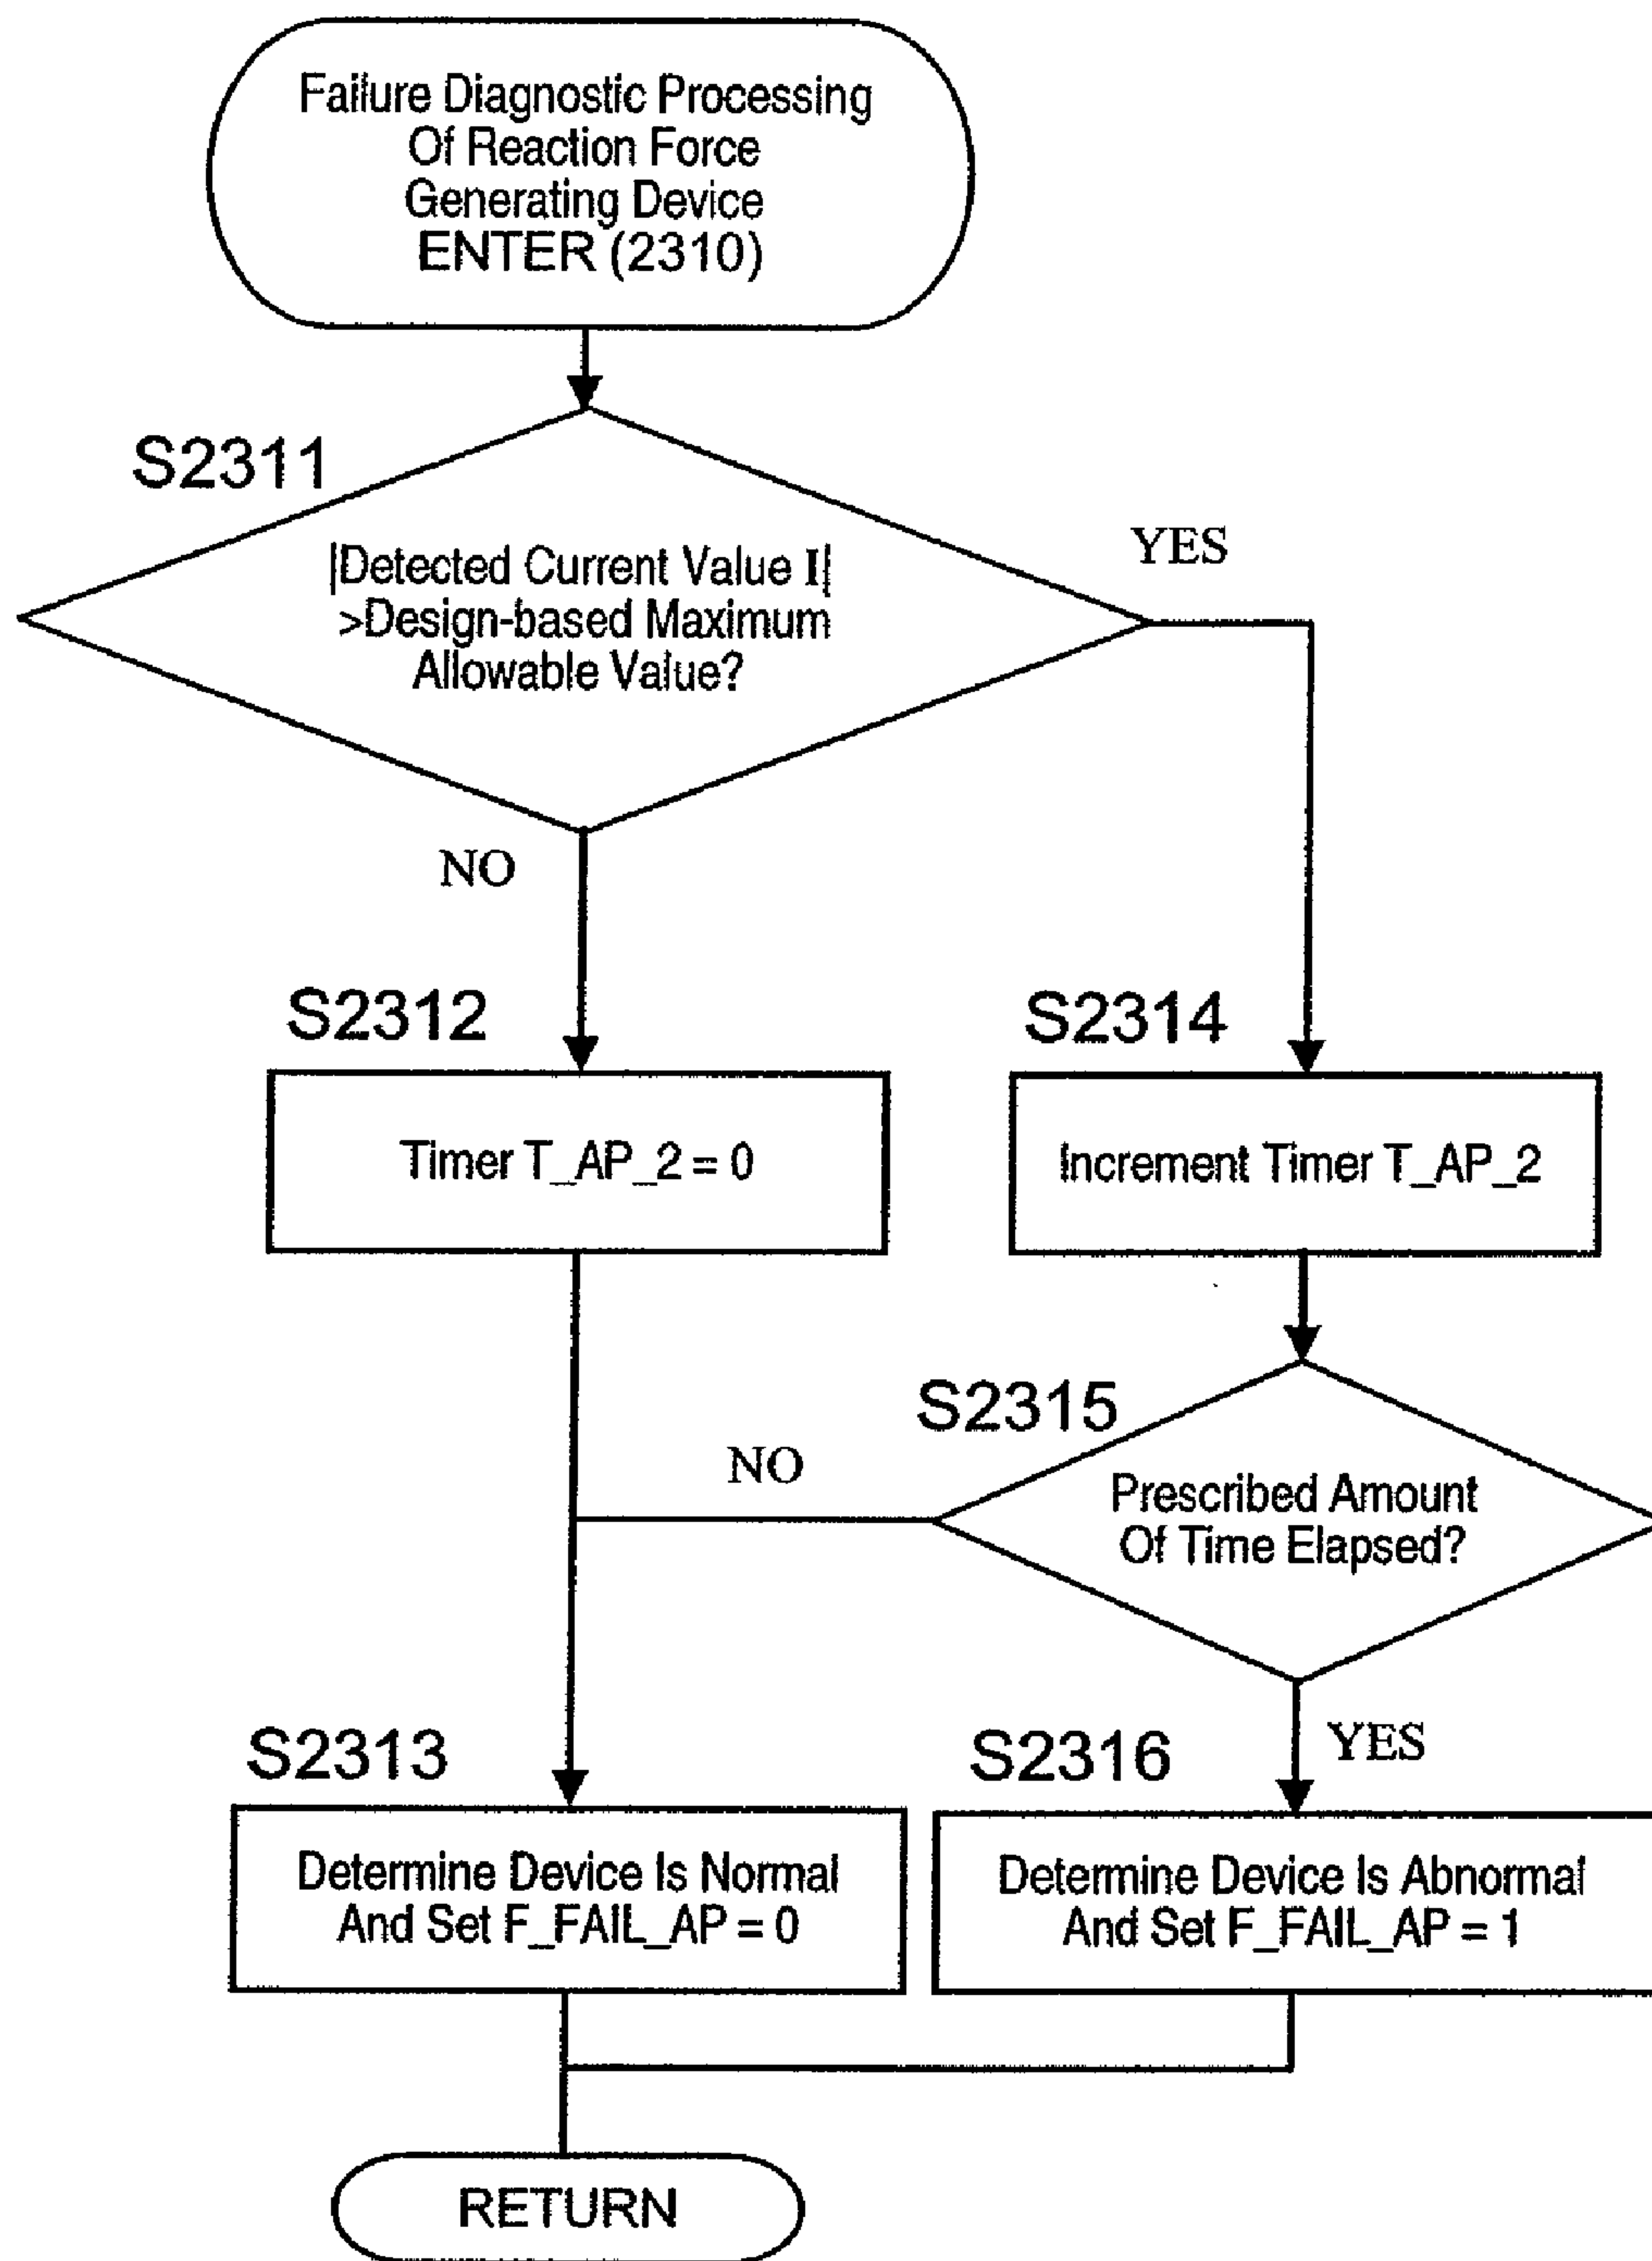 Failure Diagnostic Processing
Of Reaction Force
Generating Device
ENTER (2310)
S2311
|Detected Current Value I|
>Design-based Maximum
Allowable Value?
YES
NO
S2312
S2314
Timer T_AP_2 = 0
Increment Timer T_AP_2
S2315
NO
Prescribed Amount
Of Time Elapsed?
S2313
S2316
YES
Determine Device Is Normal
And Set F_FAIL_AP = 0
Determine Device Is Abnormal
And Set F_FAIL_AP = 1
RETURN